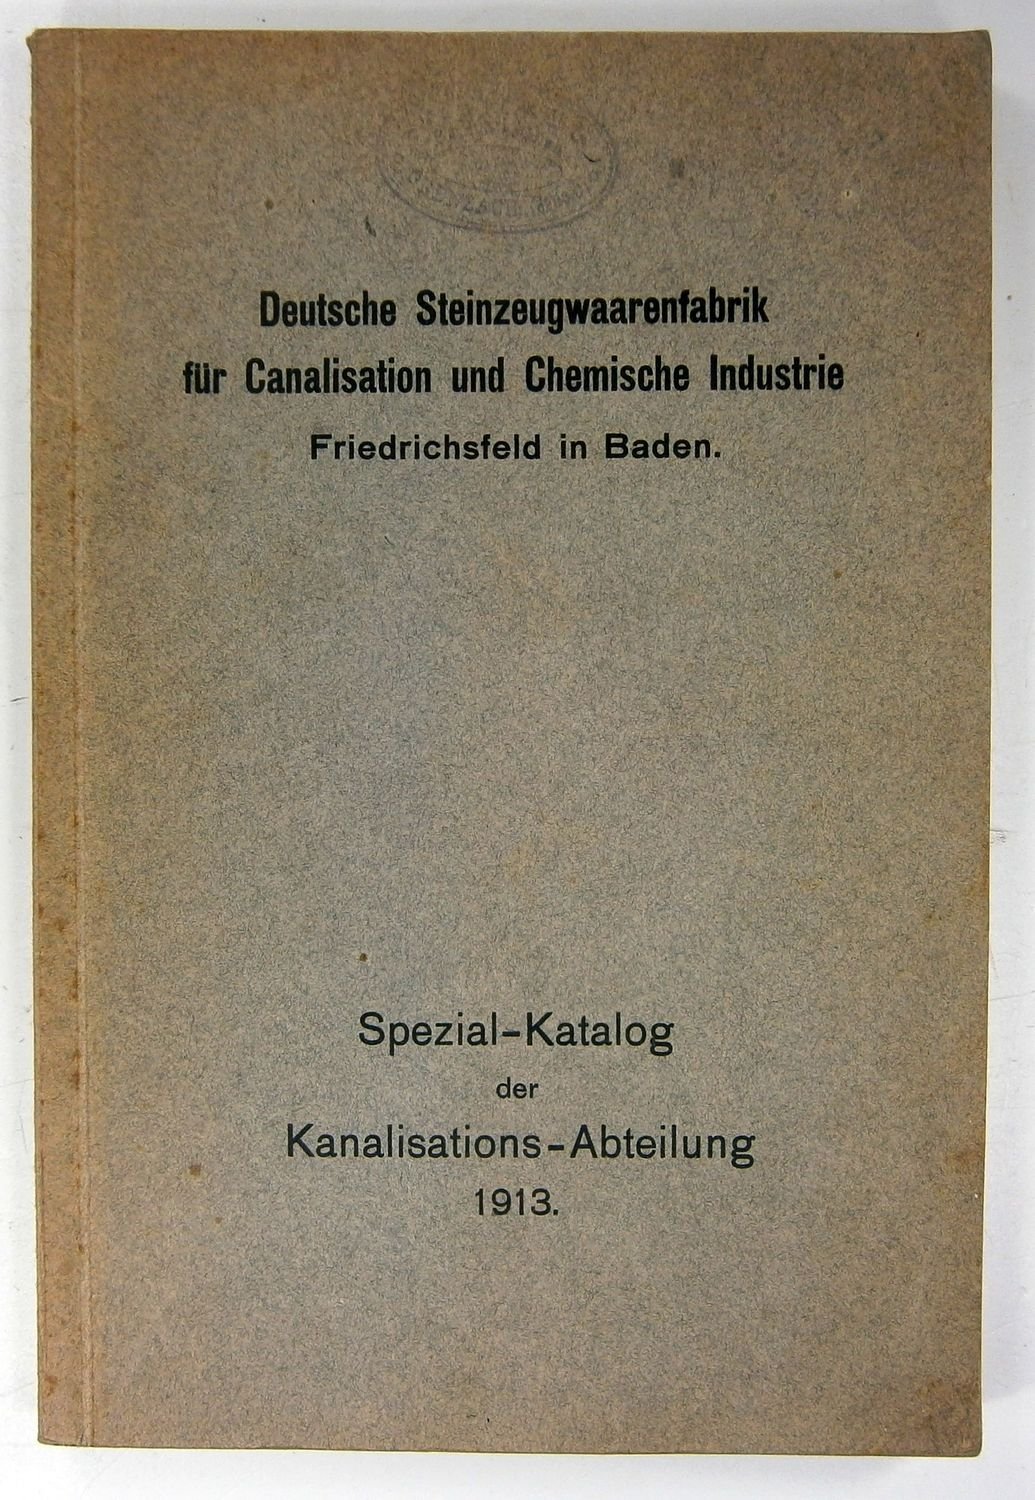 Deutsche Steinzeugwaarenfabrik
für Canalisation und Chemische Industrie
Friedrichsfeld in Baden.
Spezial-Katalog
der
Kanalisations-Abteilung
1913.